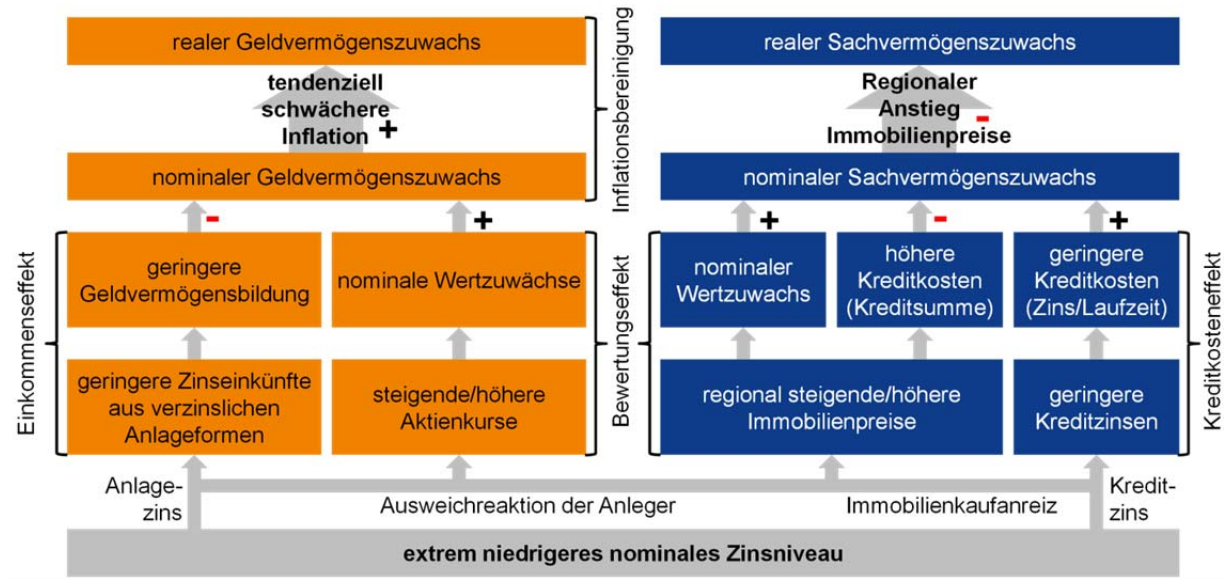 realer Geldvermögenszuwachs
tendenziell
schwächere
Inflation +
nominaler Geldvermögenszuwachs
-
+
geringere
Geldvermögensbildung
nominale Wertzuwächse
geringere Zinseinkünfte
aus verzinslichen
Anlageformen
steigende/höhere
Aktienkurse
Einkommenseffekt
Inflationsbereinigung
Bewertungseffekt
realer Sachvermögenszuwachs
Regionaler
Anstieg
Immobilienpreise -
nominaler Sachvermögenszuwachs
+
-
+
nominaler
Wertzuwachs
höhere
Kreditkosten
(Kreditsumme)
geringere
Kreditkosten
(Zins/Laufzeit)
regional steigende/höhere
Immobilienpreise
geringere
Kreditzinsen
Kreditkosteneffekt
Anlage-
zins
Ausweichreaktion der Anleger
Immobilienkaufanreiz
Kredit-
zins
extrem niedrigeres nominales Zinsniveau